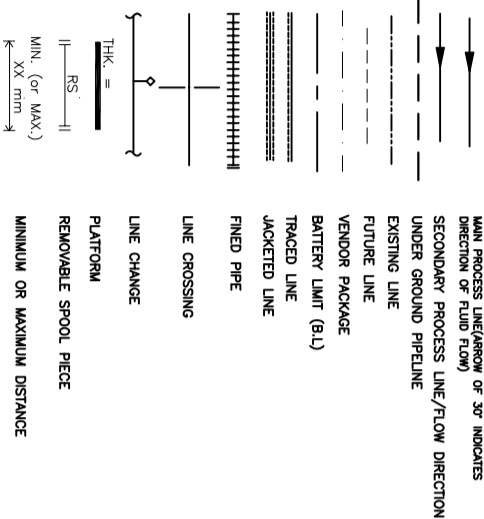 MAIN PROCESS LINE(ARROW OF 30° INDICATES
DIRECTION OF FLUID FLOW)
SECONDARY PROCESS LINE/FLOW DIRECTION
UNDER GROUND PIPELINE
EXISTING LINE
FUTURE LINE
VENDOR PACKAGE
BATTERY LIMIT (B.L)
TRACED LINE
JACKETED LINE
FINED PIPE
LINE CROSSING
LINE CHANGE
THK. =
PLATFORM
RS
REMOVABLE SPOOL PIECE
MIN. (or MAX.)
XX mm
MINIMUM OR MAXIMUM DISTANCE